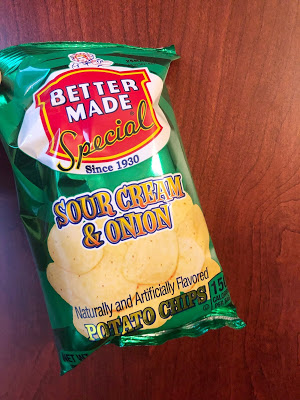 BETTER
MADE
Special
Since 1930
SOUR CREAM
& ONION
Naturally and Artificially Flavored
POTATO CHIPS